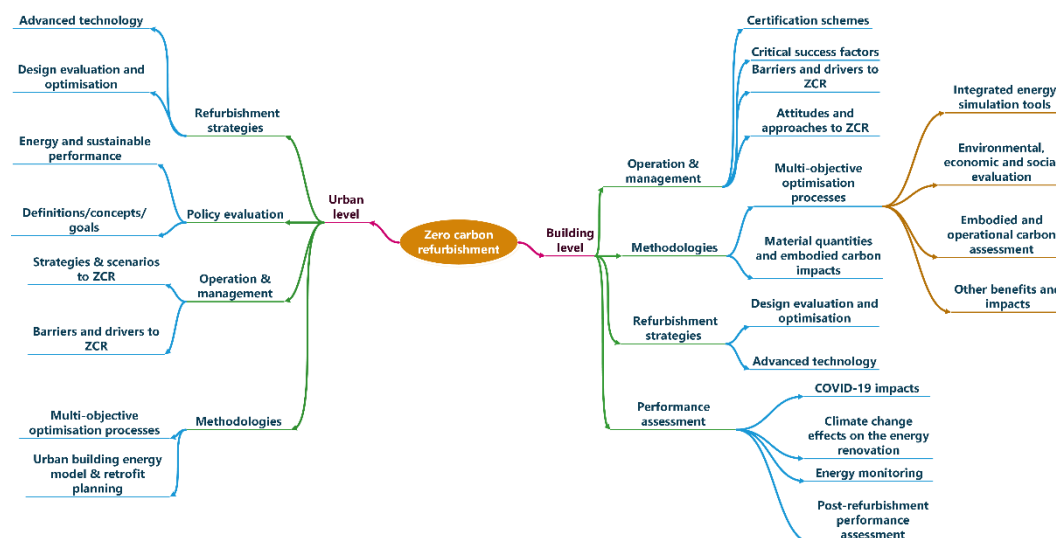 Advanced technology
Design evaluation and
optimisation
Refurbishment
strategies
Energy and sustainable
performance
Policy evaluation
Definitions/concepts/
goals
Strategies & scenarios
to ZCR
Operation &
management
Barriers and drivers to
ZCR
Multi-objective
optimisation processes
Methodologies
Urban building energy
model & retrofit
planning
Urban
level
Zero carbon
refurbishment
Building
level
Operation &
management
Certification schemes
Critical success factors
Barriers and drivers to
ZCR
Attitudes and
approaches to ZCR
Methodologies
Multi-objective
optimisation
processes
Material quantities
and embodied carbon
impacts
Integrated energy
simulation tools
Environmental,
economic and social
evaluation
Embodied and
operational carbon
assessment
Other benefits and
impacts
Refurbishment
strategies
Design evaluation and
optimisation
Advanced technology
Performance
assessment
COVID-19 impacts
Climate change
effects on the energy
renovation
Energy monitoring
Post-refurbishment
performance
assessment